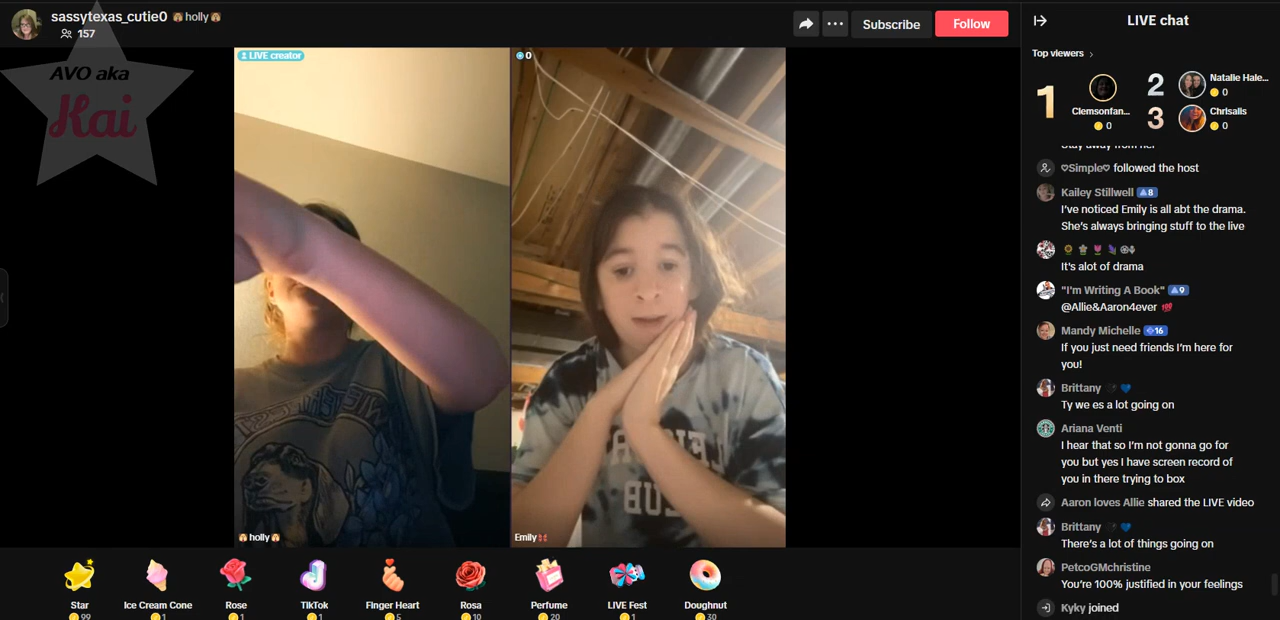 sassytexas_cutie0 🙈holly🙈
157
AVO aka
Kai
Subscribe
Follow
LIVE creator
0
🙈holly🙈
Emily🎀
Star
99
Ice Cream Cone
1
Rose
1
TikTok
1
Finger Heart
5
Rosa
10
Perfume
20
LIVE Fest
1
Doughnut
30
LIVE chat
Top viewers
1
Clemsonfan...
0
2
Natalie Hale...
0
3
Chrisalis
0
Stay away from her
♡Simple♡ followed the host
Kailey Stillwell 8
I've noticed Emily is all abt the drama.
She's always bringing stuff to the live
It's alot of drama
"I'm Writing A Book" 9
@Allie&Aaron4ever 💯
Mandy Michelle 16
If you just need friends I'm here for
you!
Brittany 🖤💙
Ty we es a lot going on
Ariana Venti
I hear that so I'm not gonna go for
you but yes I have screen record of
you in there trying to box
Aaron loves Allie shared the LIVE video
Brittany 🖤💙
There's a lot of things going on
PetcoGMchristine
You're 100% justified in your feelings
Kyky joined